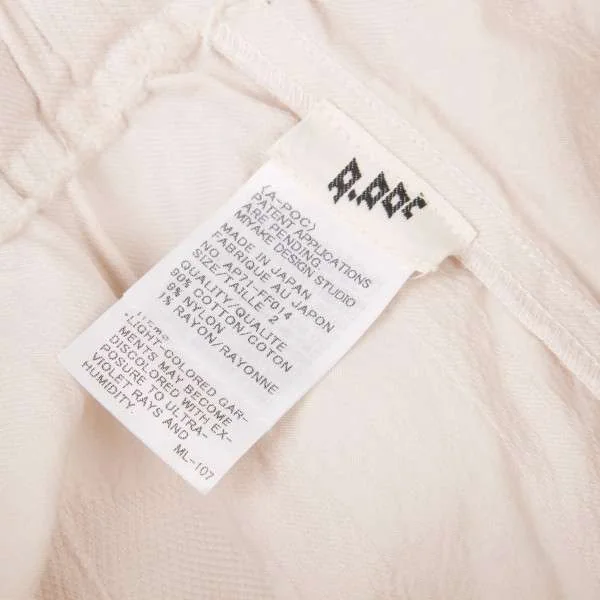 a.poc
〈A-POC〉
PATENT APPLICATIONS
ARE PENDING
MIYAKE DESIGN STUDIO
MADE IN JAPAN
FABRIQUE AU JAPON
NO. AP71-FF014
SIZE/TAILLE 2
QUALITY/QUALITE
90% COTTON/COTON
9% NYLON
1% RAYON/RAYONNE
LIGHT-COLORED GAR-
MENTS MAY BECOME
DISCOLORED WITH EX-
POSURE TO ULTRA-
VIOLET RAYS AND
HUMIDITY.
ML-107